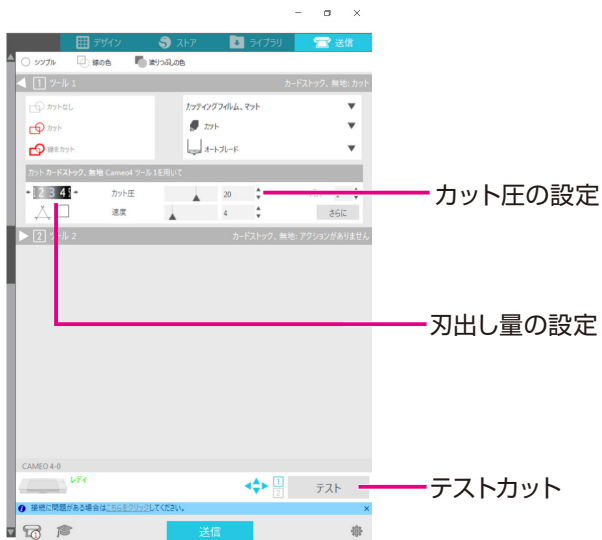 デザイン ストア ライブラリ 送信
シンプル 線の色 塗りつぶしの色
1 ツール 1 カードストック、無地: カット
カットなし
カット
線をカット
カッティングフィルム、マット
カット
オートブレード
カット カードストック、無地 Cameo4 ツール1を用いて
1 2 3 4 カット圧 20
速度 4 さらに
カット圧の設定
2 ツール 2 カードストック、無地: アクションがありません
刃出し量の設定
CAMEO 4-0
レディ
1
2
テスト
テストカット
接続に問題がある場合はこちらをクリックしてください。
送信